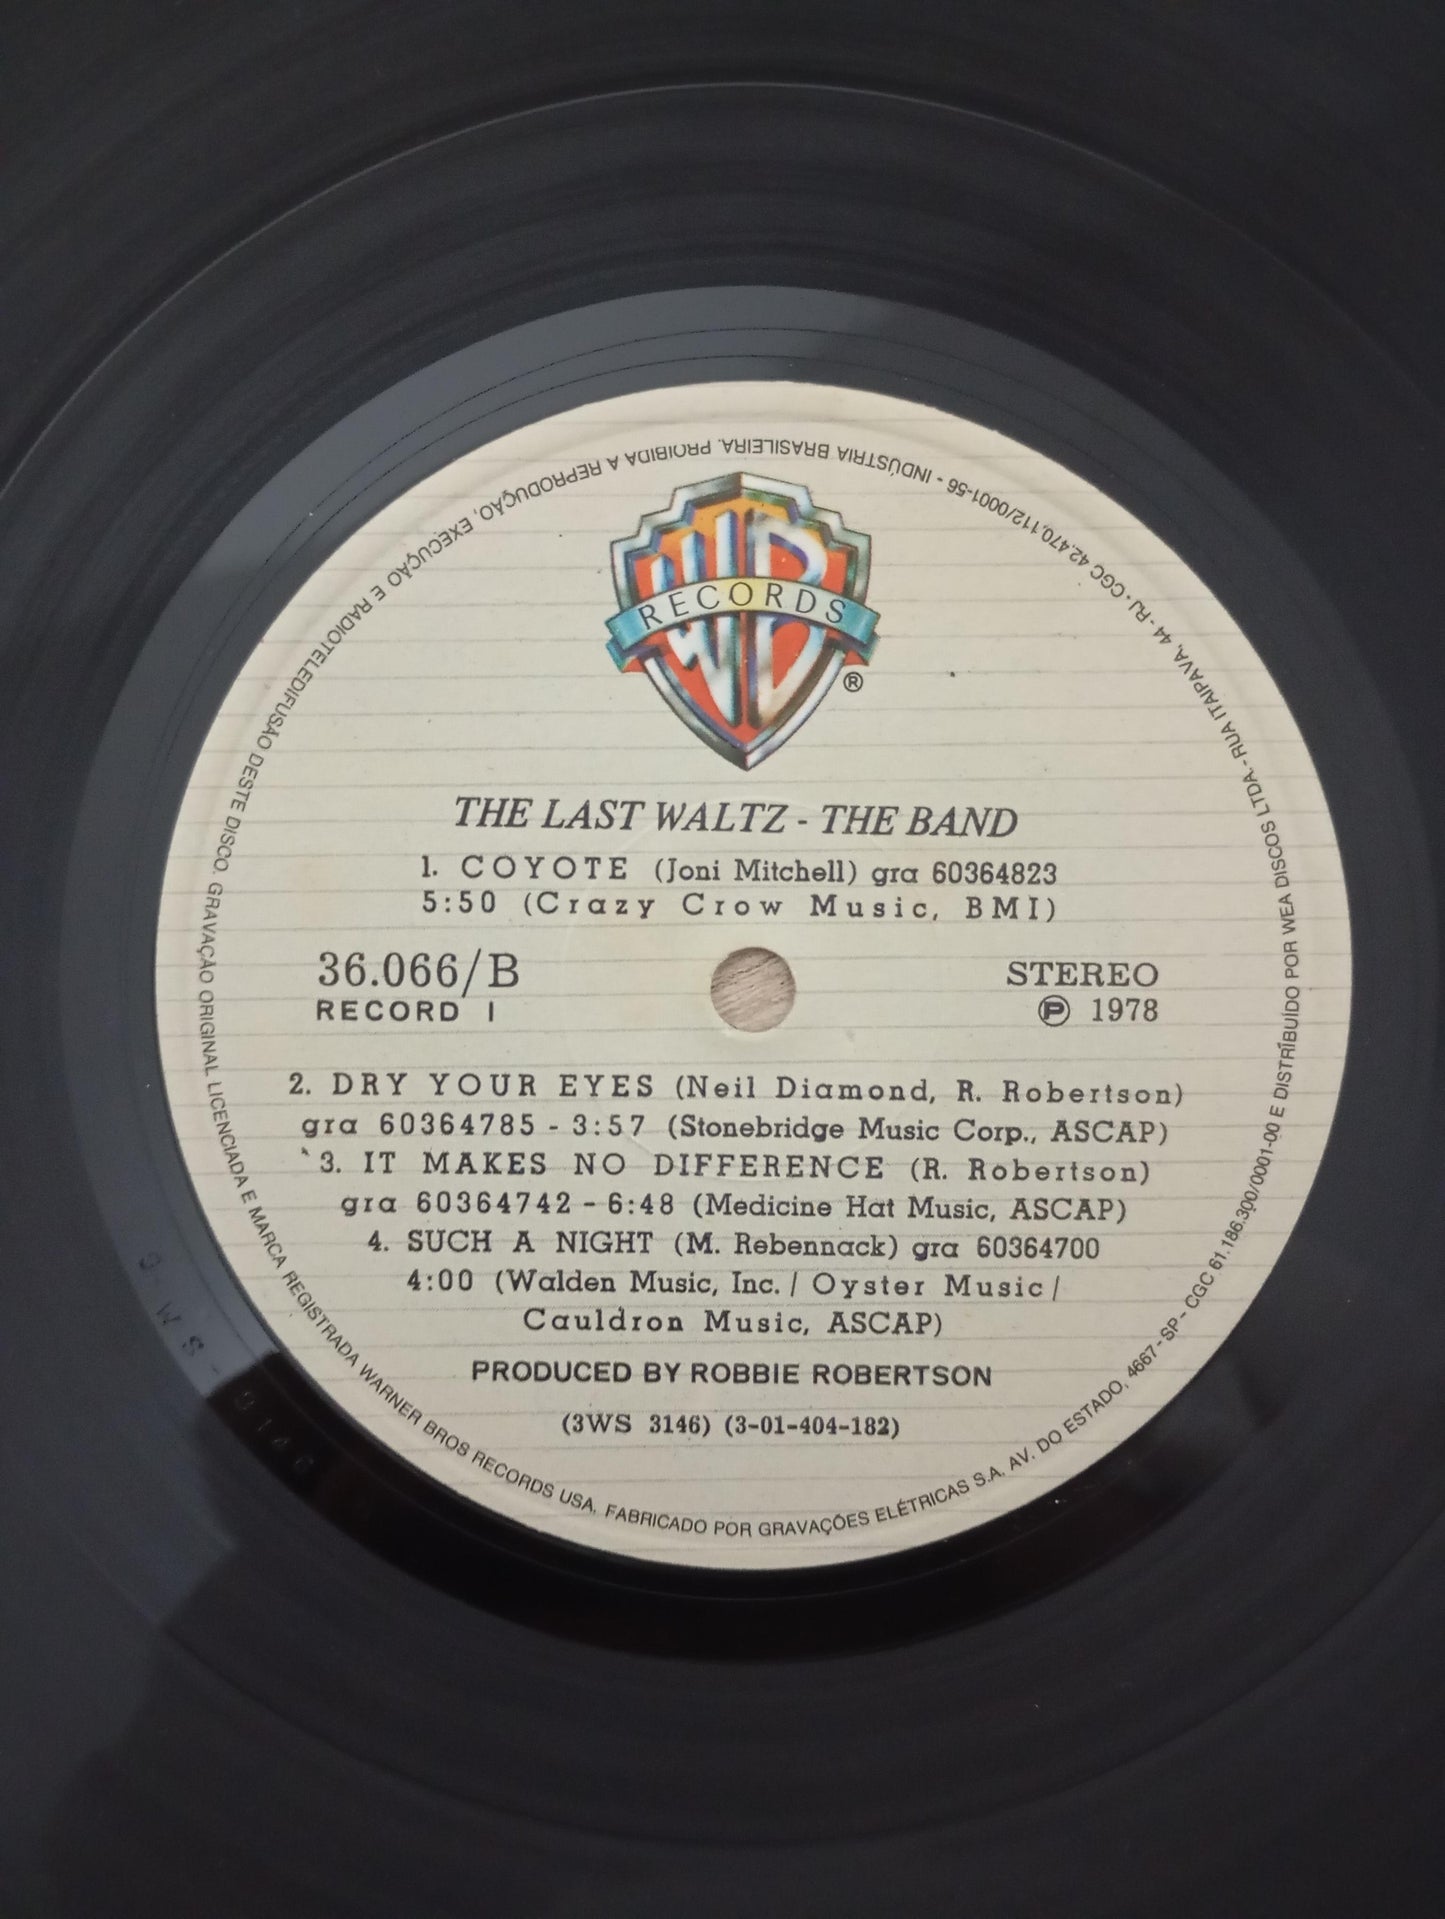 WB
RECORDS
®
THE LAST WALTZ - THE BAND
1. COYOTE (Joni Mitchell) gra 60364823
5:50 (Crazy Crow Music, BMI)
36.066/B
RECORD I
STEREO
Ⓟ 1978
2. DRY YOUR EYES (Neil Diamond, R. Robertson)
gra 60364785 - 3:57 (Stonebridge Music Corp., ASCAP)
3. IT MAKES NO DIFFERENCE (R. Robertson)
gra 60364742 - 6:48 (Medicine Hat Music, ASCAP)
4. SUCH A NIGHT (M. Rebennack) gra 60364700
4:00 (Walden Music, Inc. / Oyster Music /
Cauldron Music, ASCAP)
PRODUCED BY ROBBIE ROBERTSON
(3WS 3146) (3-01-404-182)
GRAVAÇÃO ORIGINAL LICENCIADA E MARCA REGISTRADA WARNER BROS RECORDS USA. FABRICADO POR GRAVAÇÕES ELÉTRICAS S.A. AV. DO ESTADO, 4667 - SP - CGC 61.186.300/0001-00 E DISTRIBUÍDO POR WEA DISCOS LTDA. - RUA ITAIPAVA, 44 - RJ - CGC 42.470.112/0001-56 - INDÚSTRIA BRASILEIRA. PROIBIDA A REPRODUÇÃO, EXECUÇÃO E RADIOTELEDIFUSÃO DESTE DISCO.